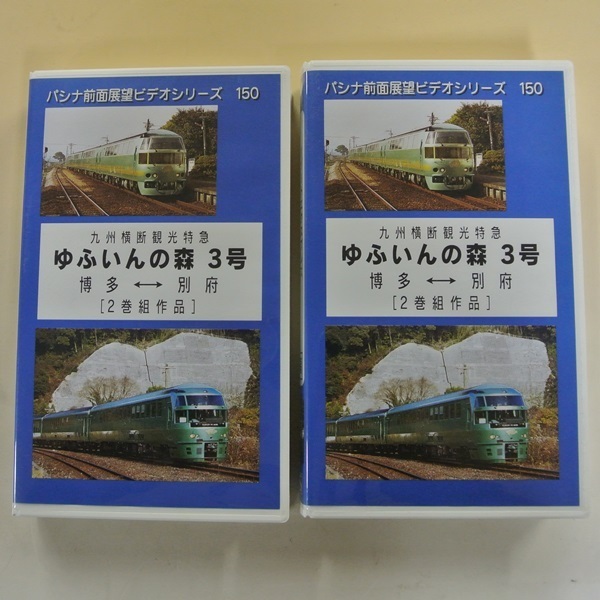 パシナ前面展望ビデオシリーズ 150
九州横断観光特急
ゆふいんの森 3号
博多 ←→ 別府
[2巻組作品]
パシナ前面展望ビデオシリーズ 150
九州横断観光特急
ゆふいんの森 3号
博多 ←→ 別府
[2巻組作品]